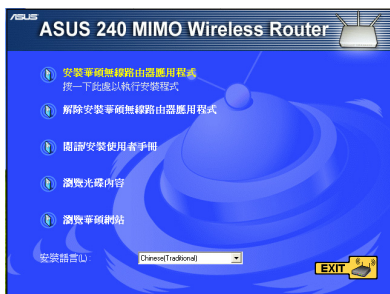 ASUS
ASUS 240 MIMO Wireless Router
安裝華碩無線路由器應用程式
按一下此處以執行安裝程式
解除安裝華碩無線路由器應用程式
閱讀/安裝使用者手冊
瀏覽光碟內容
瀏覽華碩網站
安裝語言(L): Chinese(Traditional)
EXIT